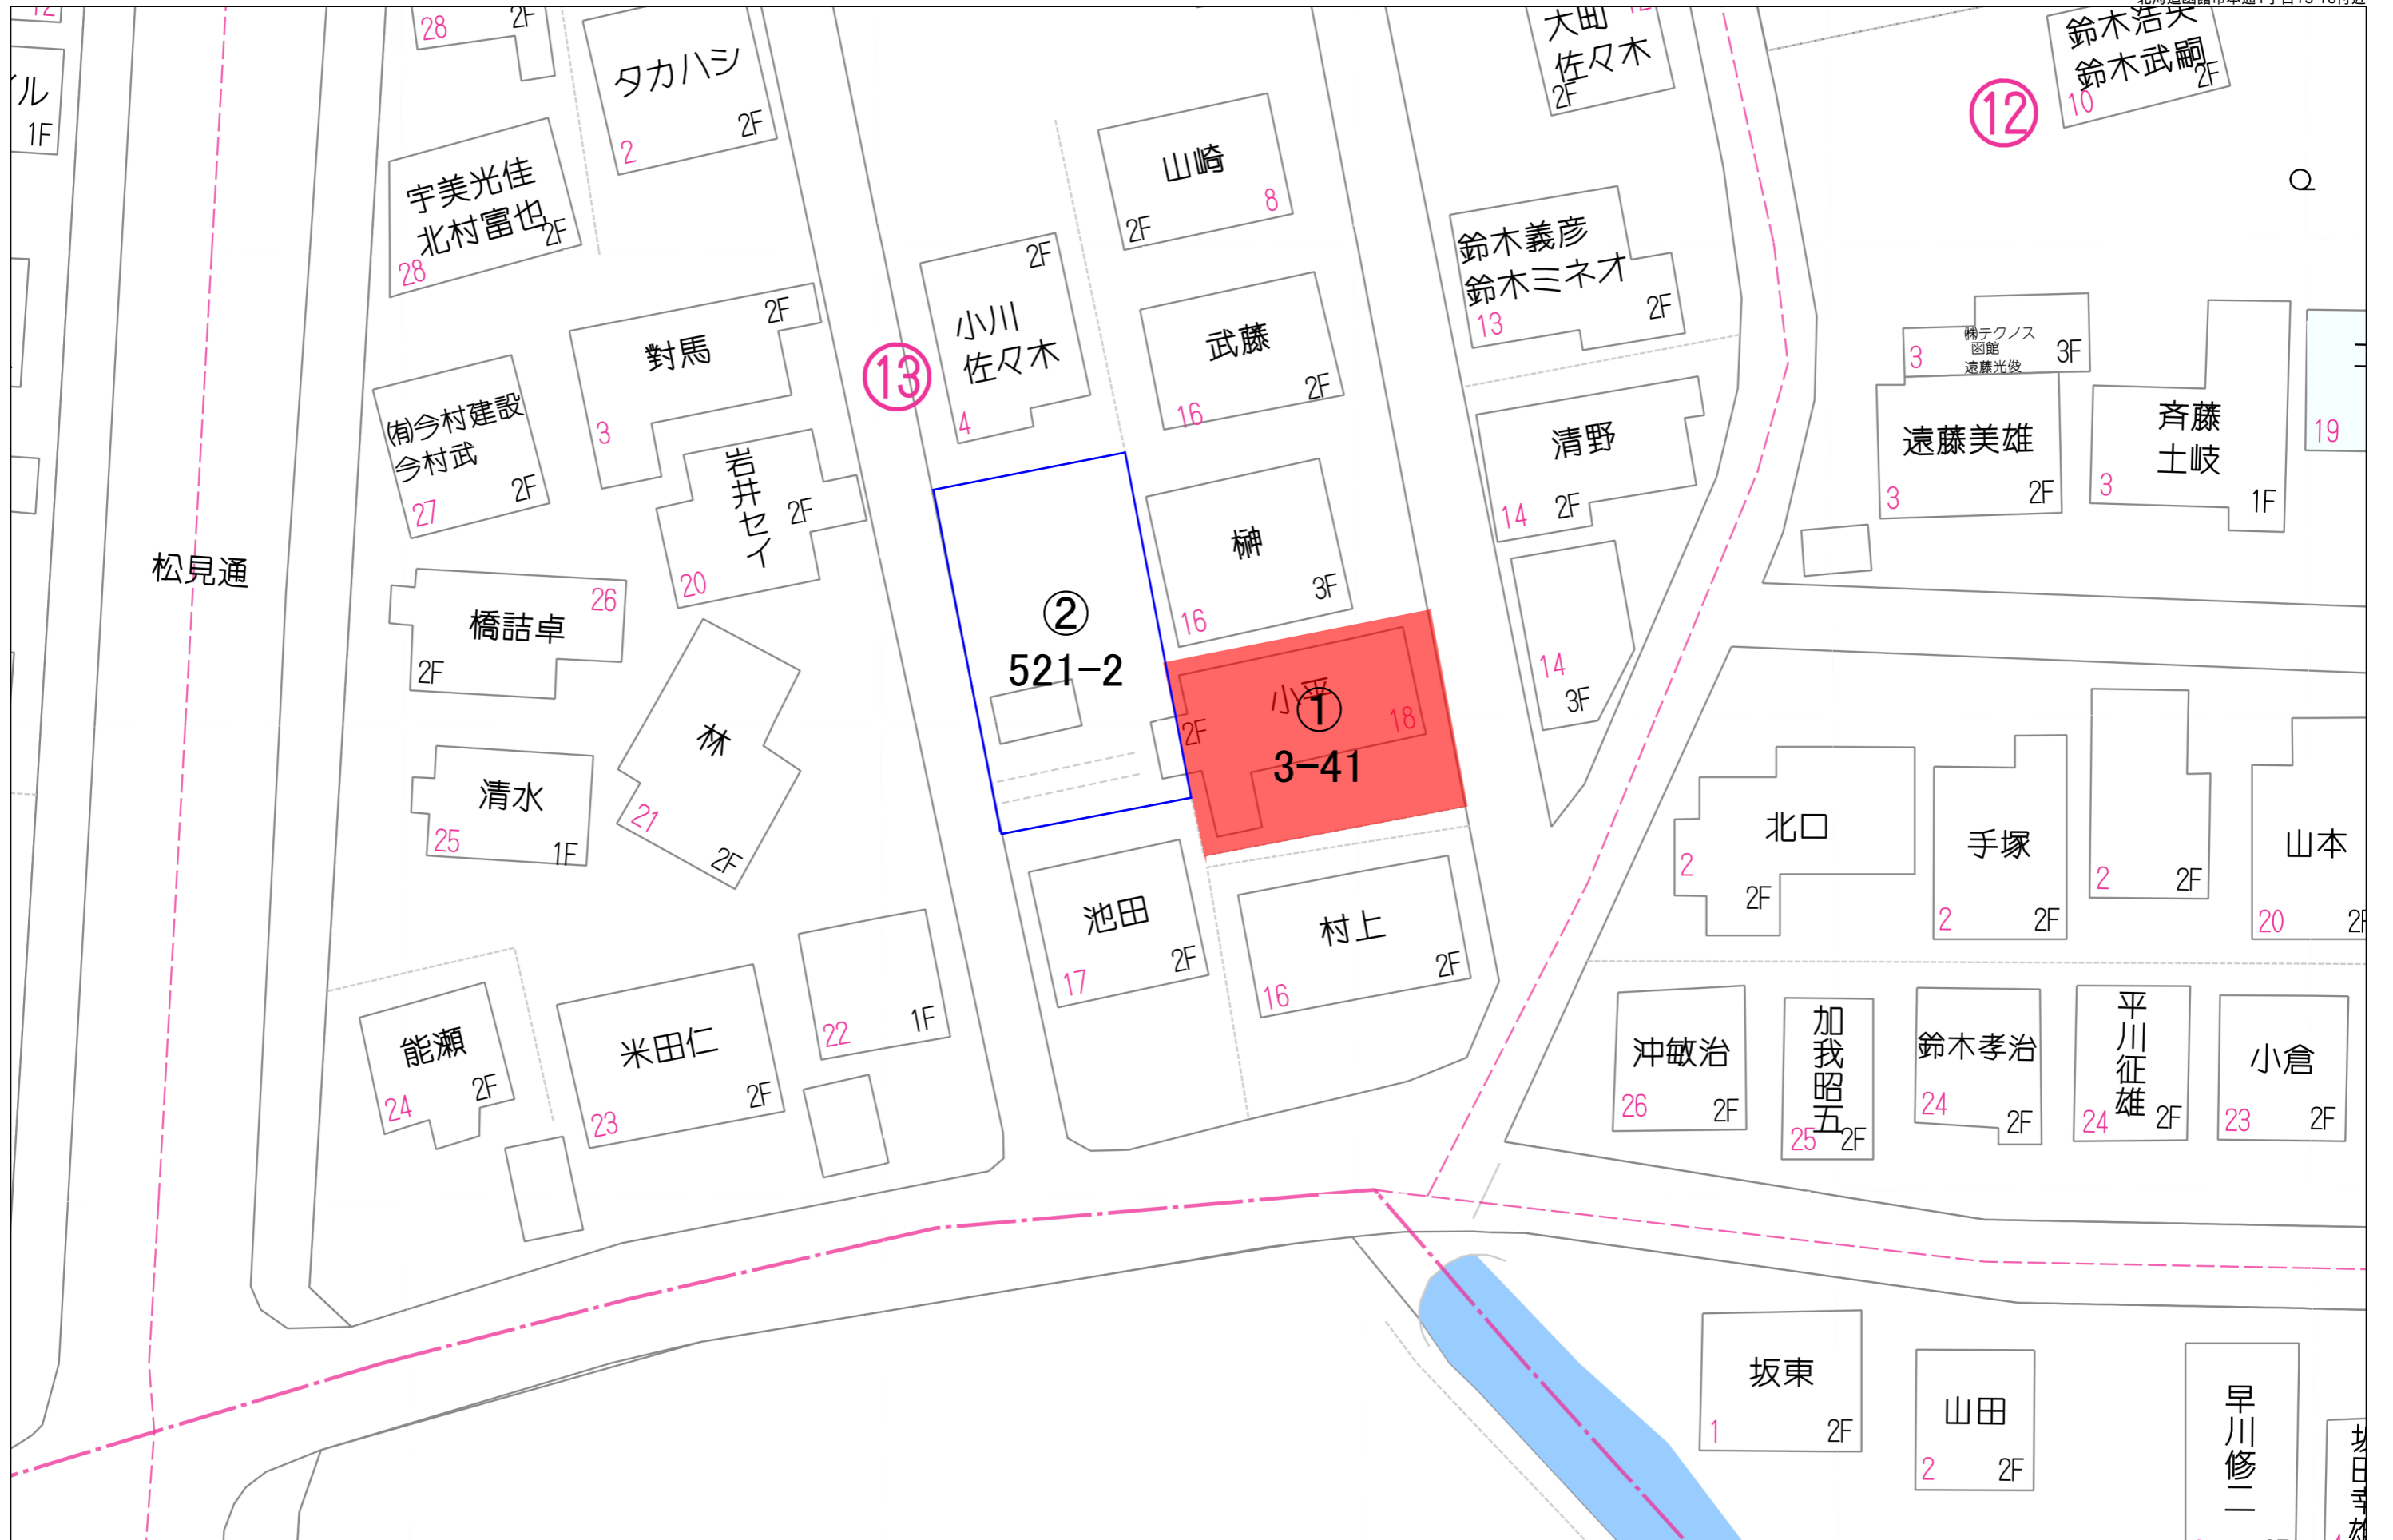 28
2F
タカハシ
2F
2
佐々木
2F
鈴木武嗣
2F
10
⑫
ル
1F
宇美光佳
北村富也
2F
28
山崎
8
2F
鈴木義彦
鈴木ミネオ
13
2F
2F
小川
佐々木
4
⑬
武藤
2F
16
對馬
2F
3
㈲今村建設
今村武
2F
27
岩井セイ
2F
20
清野
14
2F
㈱テクノス
函館
遠藤光俊
3
3F
遠藤美雄
3
2F
斉藤
土岐
3
1F
19
松見通
橋詰卓
26
2F
②
521-2
榊
3F
16
14
3F
小平
①
18
2F
3-41
林
21
2F
清水
25
1F
北口
2
2F
手塚
2
2F
2
2F
山本
20
池田
2F
17
村上
2F
16
能瀬
2F
24
米田仁
2F
23
22
1F
沖敏治
26
2F
加我昭五
25
2F
鈴木孝治
24
2F
平川征雄
24
2F
小倉
23
2F
坂東
1
2F
山田
2
2F
早川修二